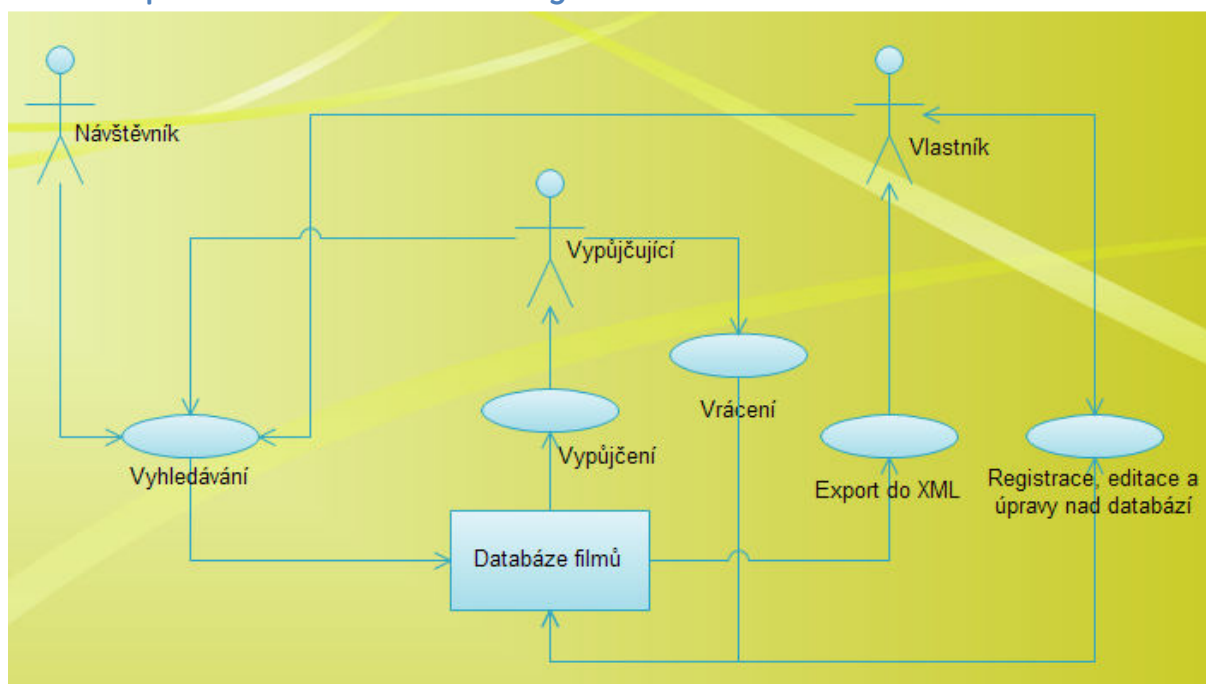 Návštěvník
Vlastník
Vypůjčující
Vrácení
Vypůjčení
Vyhledávání
Export do XML
Registrace, editace a
úpravy nad databází
Databáze filmů